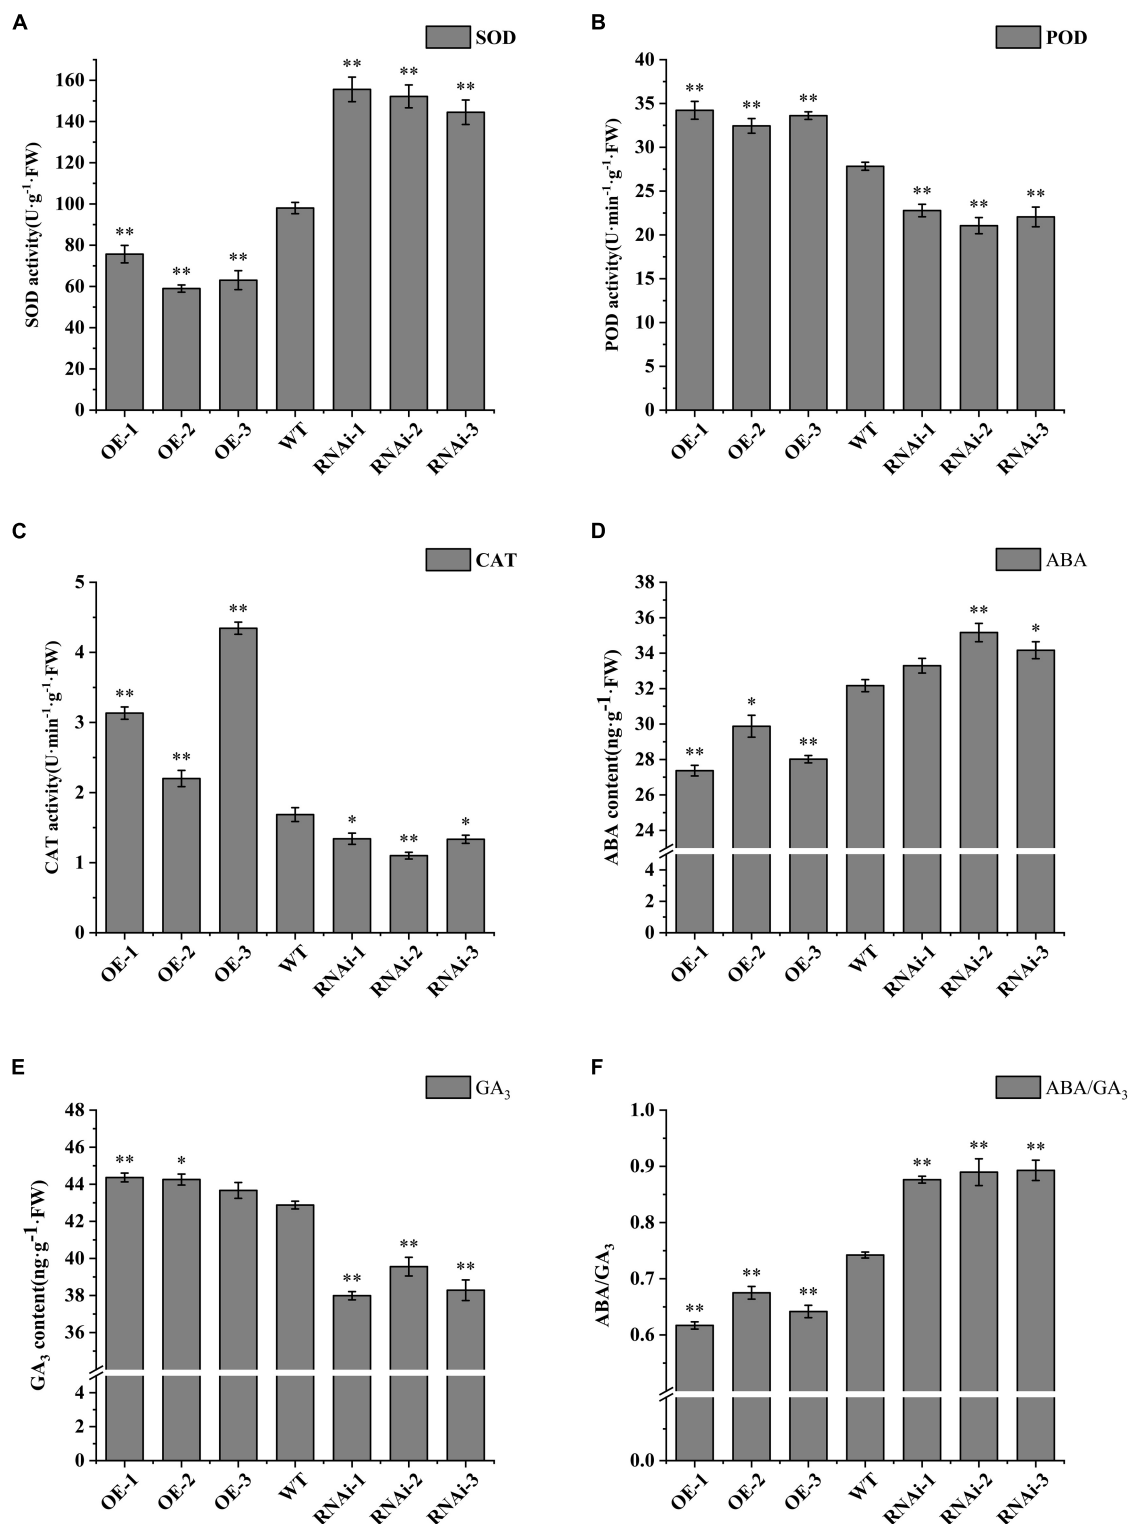 A
SOD
SOD activity(U·g⁻¹·FW)
160
140
120
100
80
60
40
20
0
**
**
**
**
**
**
OE-1
OE-2
OE-3
WT
RNAi-1
RNAi-2
RNAi-3
B
POD
POD activity(U·min⁻¹·g⁻¹·FW)
40
35
30
25
20
15
10
5
0
**
**
**
**
**
**
OE-1
OE-2
OE-3
WT
RNAi-1
RNAi-2
RNAi-3
C
CAT
CAT activity(U·min⁻¹·g⁻¹·FW)
5
4
3
2
1
0
**
**
**
*
**
*
OE-1
OE-2
OE-3
WT
RNAi-1
RNAi-2
RNAi-3
D
ABA
ABA content(ng·g⁻¹·FW)
38
36
34
32
30
28
26
24
4
2
0
**
*
**
**
*
OE-1
OE-2
OE-3
WT
RNAi-1
RNAi-2
RNAi-3
E
GA₃
GA₃ content(ng·g⁻¹·FW)
48
46
44
42
40
38
36
4
2
0
**
*
**
**
**
OE-1
OE-2
OE-3
WT
RNAi-1
RNAi-2
RNAi-3
F
ABA/GA₃
ABA/GA₃
1.0
0.9
0.8
0.7
0.6
0.0
**
**
**
**
**
**
OE-1
OE-2
OE-3
WT
RNAi-1
RNAi-2
RNAi-3